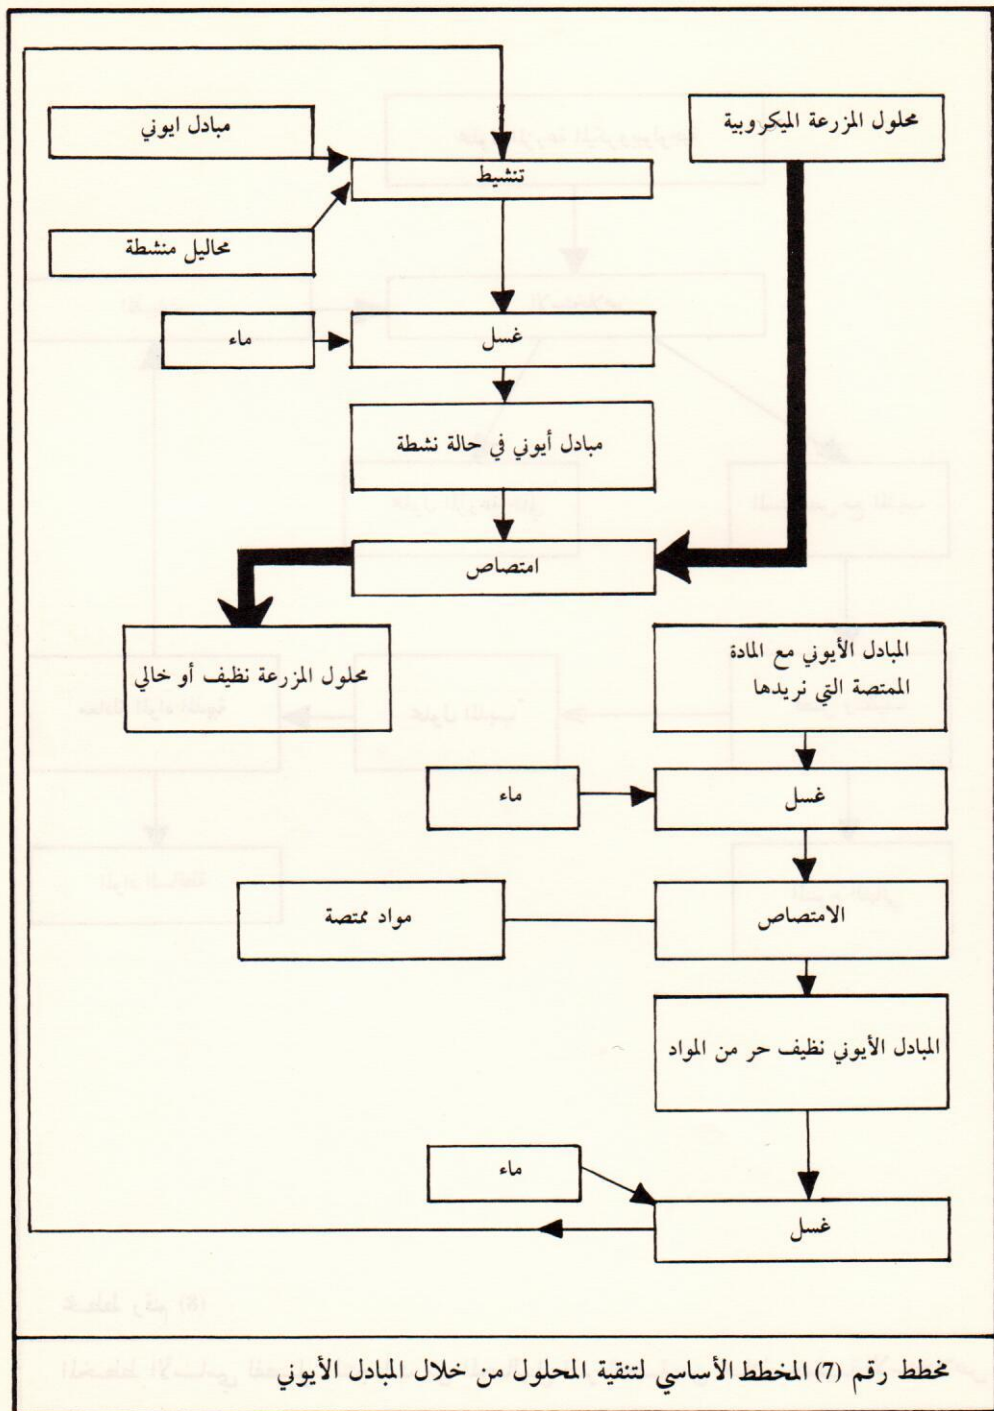 محلول المزرعة الميكروبية
مبادل ايوني
تنشيط
محاليل منشطة
غسل
ماء
مبادل أيوني في حالة نشطة
امتصاص
محلول المزرعة نظيف أو خالي
المبادل الأيوني مع المادة
الممتصة التي نريدها
غسل
ماء
الامتصاص
مواد ممتصة
المبادل الأيوني نظيف حر من المواد
ماء
غسل
مخطط رقم (7) المخطط الأساسي لتنقية المحلول من خلال المبادل الأيوني